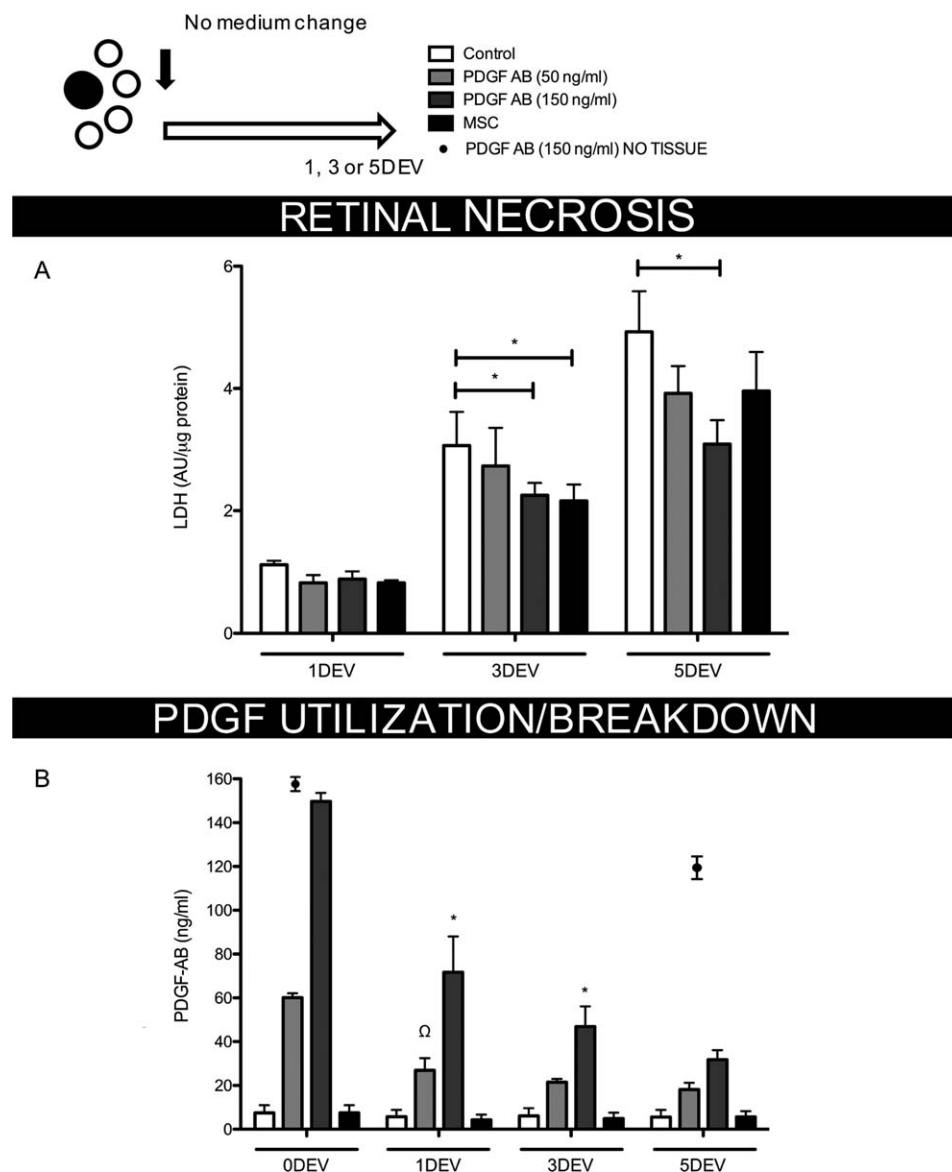 No medium change
Control
PDGF AB (50 ng/ml)
PDGF AB (150 ng/ml)
MSC
PDGF AB (150 ng/ml) NO TISSUE
1, 3 or 5DEV
RETINAL NECROSIS
A
LDH (AU/µg protein)
6
4
2
0
*
*
*
1DEV
3DEV
5DEV
PDGF UTILIZATION/BREAKDOWN
B
PDGF-AB (ng/ml)
160
140
120
100
80
60
40
20
0
Ω
*
*
0DEV
1DEV
3DEV
5DEV